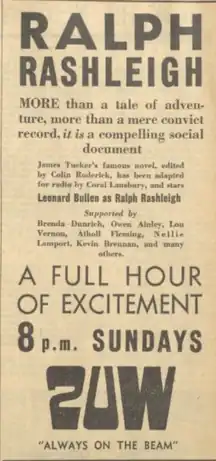 RALPH
RASHLEIGH
MORE than a tale of adven-
ture, more than a mere convict
record, it is a compelling social
document
James Tucker's famous novel, edited
by Colin Roderick, has been adapted
for radio by Coral Lansbury, and stars
Leonard Bullen as Ralph Rashleigh
Supported by
Brenda Dunrich, Owen Ainley, Lou
Vernon, Atholl Fleming, Nellie
Lamport, Kevin Brennan, and many
others.
A FULL HOUR
OF EXCITEMENT
8 p.m. SUNDAYS
2UW
"ALWAYS ON THE BEAM"